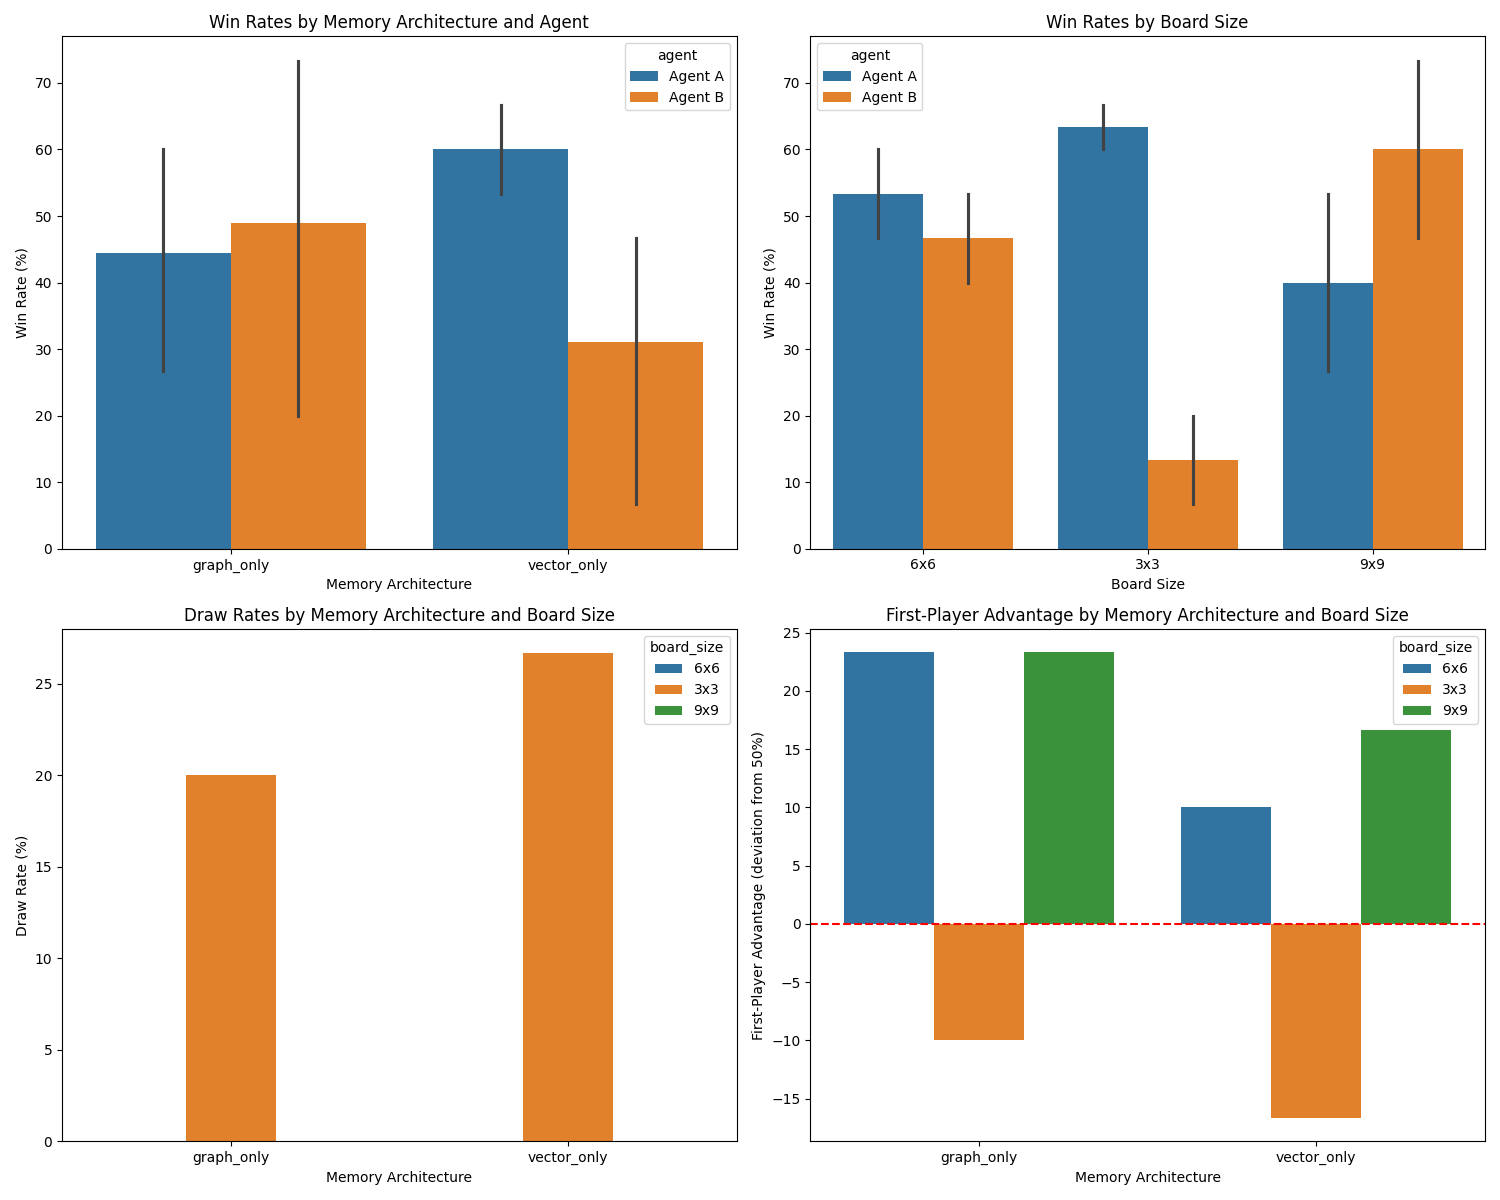 Win Rates by Memory Architecture and Agent
Win Rate (%)
70
60
50
40
30
20
10
0
agent
Agent A
Agent B
graph_only
vector_only
Memory Architecture
Win Rates by Board Size
Win Rate (%)
70
60
50
40
30
20
10
0
agent
Agent A
Agent B
6x6
3x3
9x9
Board Size
Draw Rates by Memory Architecture and Board Size
Draw Rate (%)
25
20
15
10
5
0
board_size
6x6
3x3
9x9
graph_only
vector_only
Memory Architecture
First-Player Advantage by Memory Architecture and Board Size
First-Player Advantage (deviation from 50%)
25
20
15
10
5
0
−5
−10
−15
board_size
6x6
3x3
9x9
graph_only
vector_only
Memory Architecture